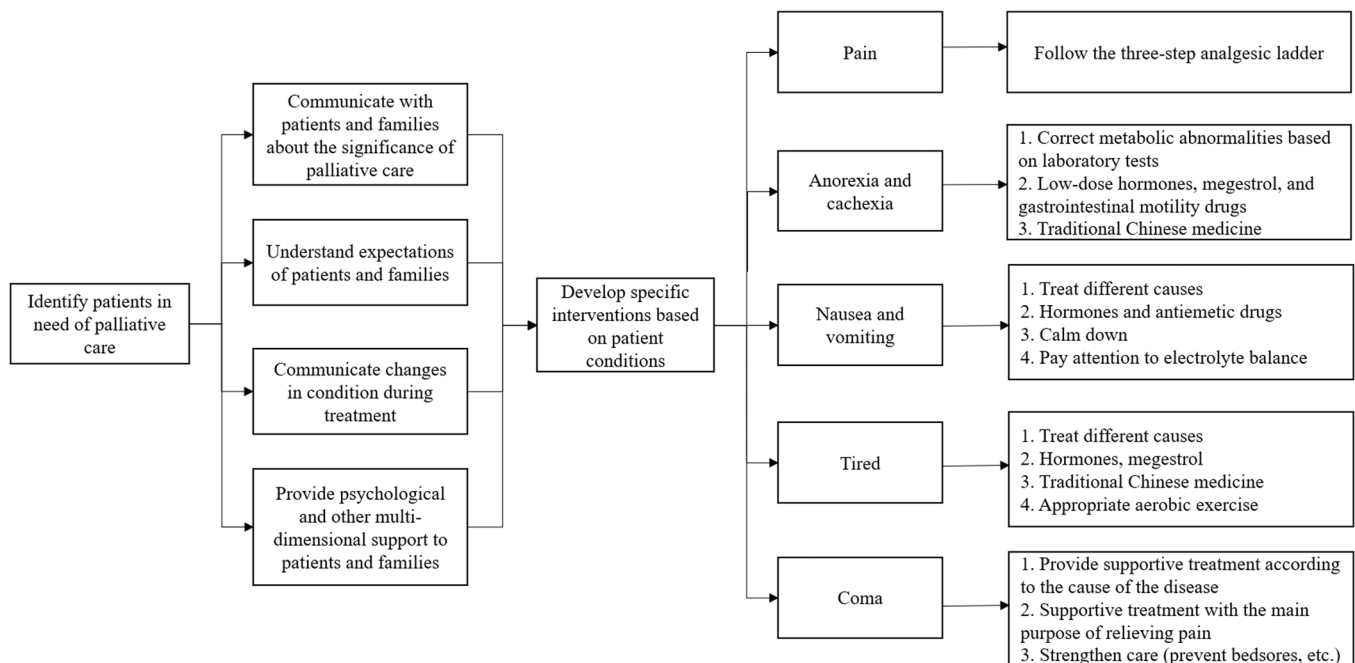 Identify patients in
need of palliative
care
Communicate with
patients and families
about the significance of
palliative care
Understand expectations
of patients and families
Communicate changes
in condition during
treatment
Provide psychological
and other multi-
dimensional support to
patients and families
Develop specific
interventions based
on patient
conditions
Pain
Follow the three-step analgesic ladder
Anorexia and
cachexia
1. Correct metabolic abnormalities based
on laboratory tests
2. Low-dose hormones, megestrol, and
gastrointestinal motility drugs
3. Traditional Chinese medicine
Nausea and
vomiting
1. Treat different causes
2. Hormones and antiemetic drugs
3. Calm down
4. Pay attention to electrolyte balance
Tired
1. Treat different causes
2. Hormones, megestrol
3. Traditional Chinese medicine
4. Appropriate aerobic exercise
Coma
1. Provide supportive treatment according
to the cause of the disease
2. Supportive treatment with the main
purpose of relieving pain
3. Strengthen care (prevent bedsores, etc.)